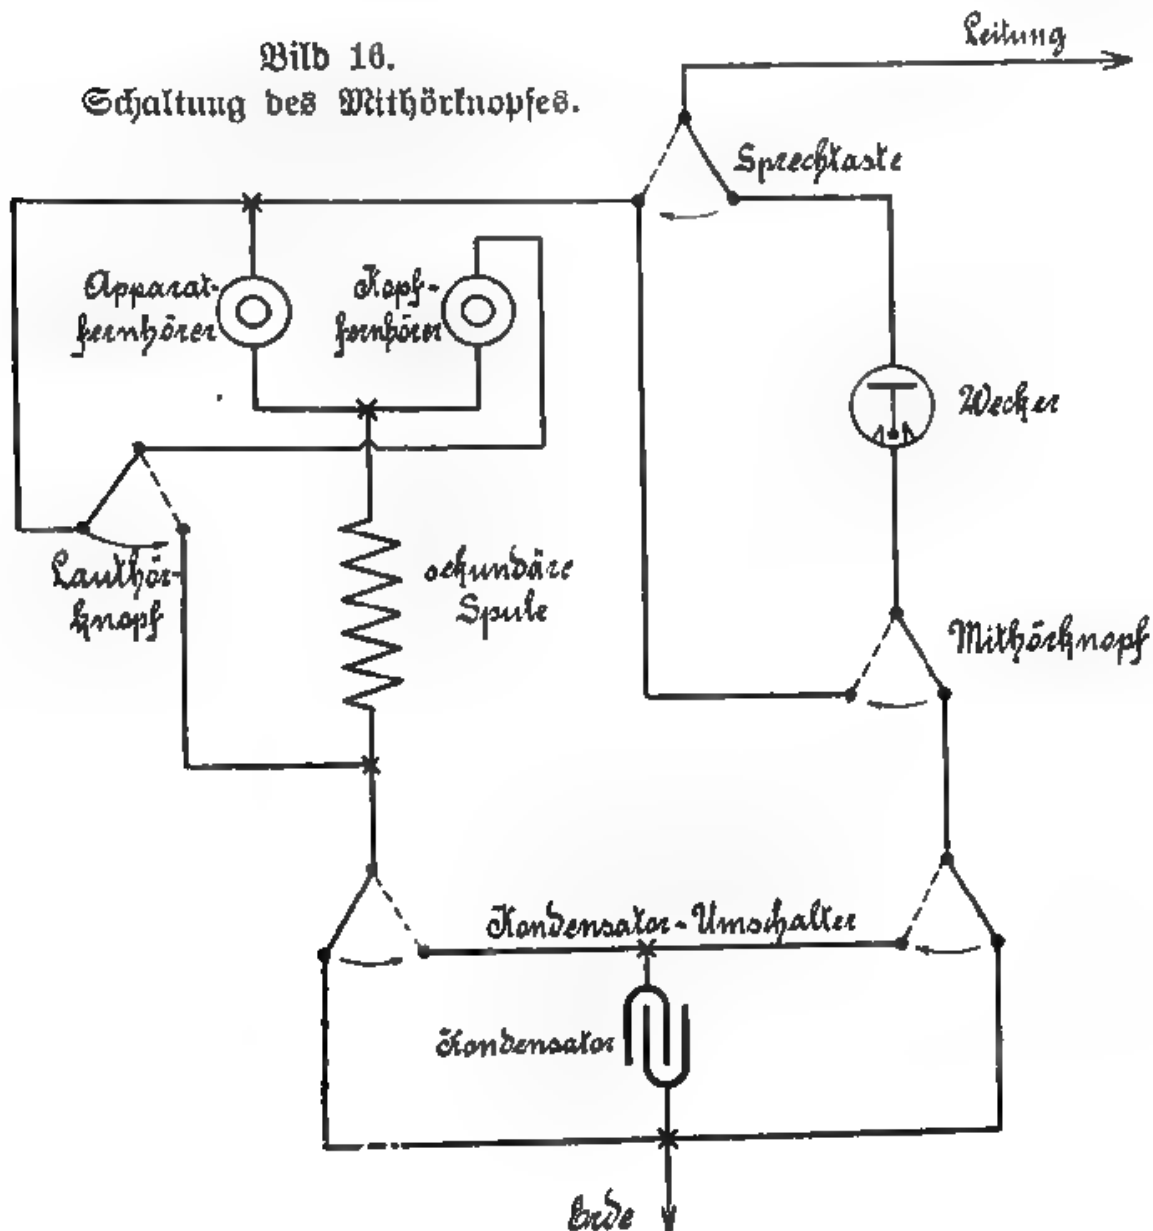 Bild 16.
Schaltung des Mithörknopfes.
Leitung
Sprechtaste
Apparat-
fernhörer
Kopf-
fernhörer
Wecker
Lauthör-
knopf
sekundäre
Spule
Mithörknopf
Kondensator-Umschalter
Kondensator
Erde